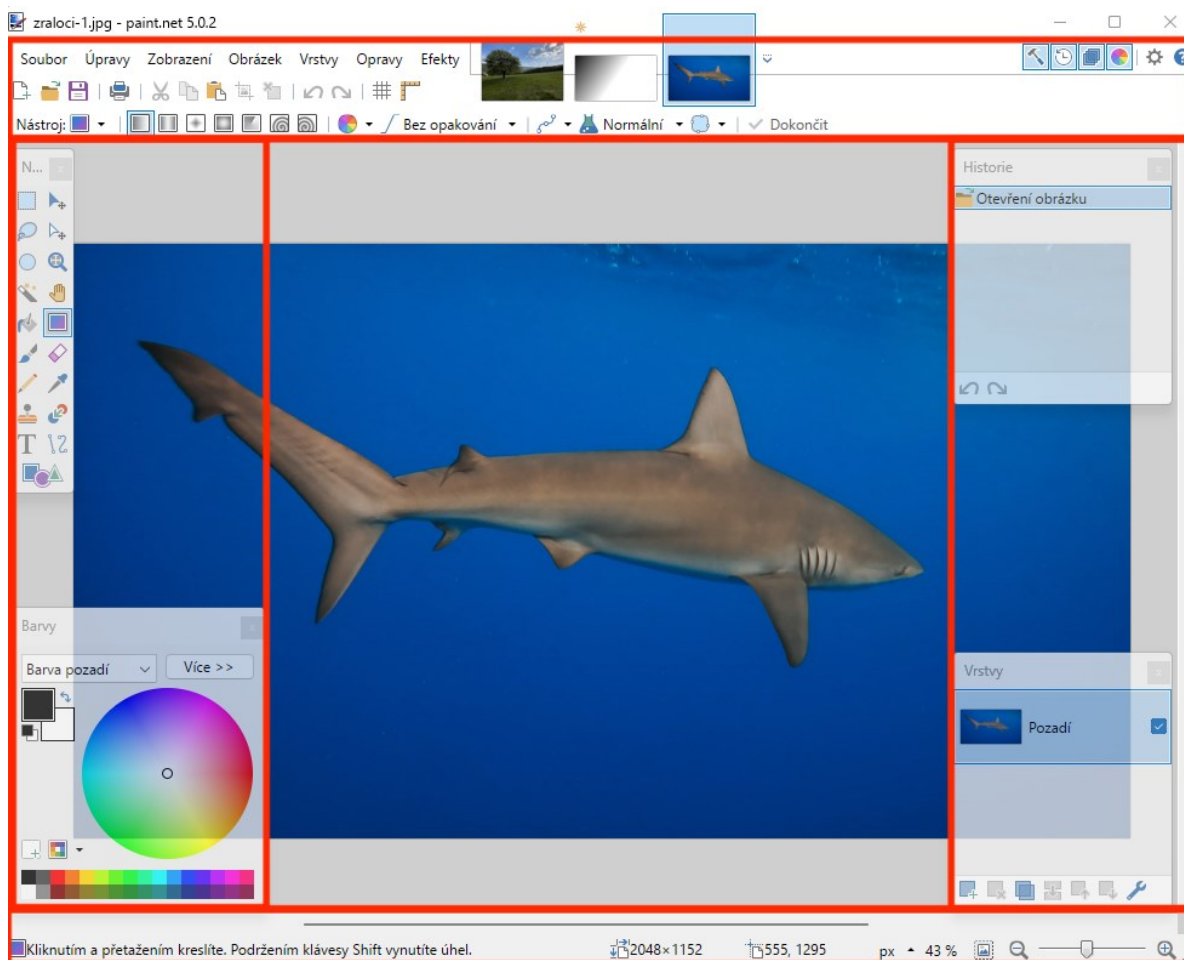 zraloci-1.jpg - paint.net 5.0.2
Soubor Úpravy Zobrazení Obrázek Vrstvy Opravy Efekty
Nástroj: Bez opakování Normální Dokončit
N...
Historie
Otevření obrázku
T
Barvy
Barva pozadí Více >>
Vrstvy
Pozadí
Kliknutím a přetažením kreslíte. Podržením klávesy Shift vynutíte úhel. 2048×1152 555, 1295 px 43 %